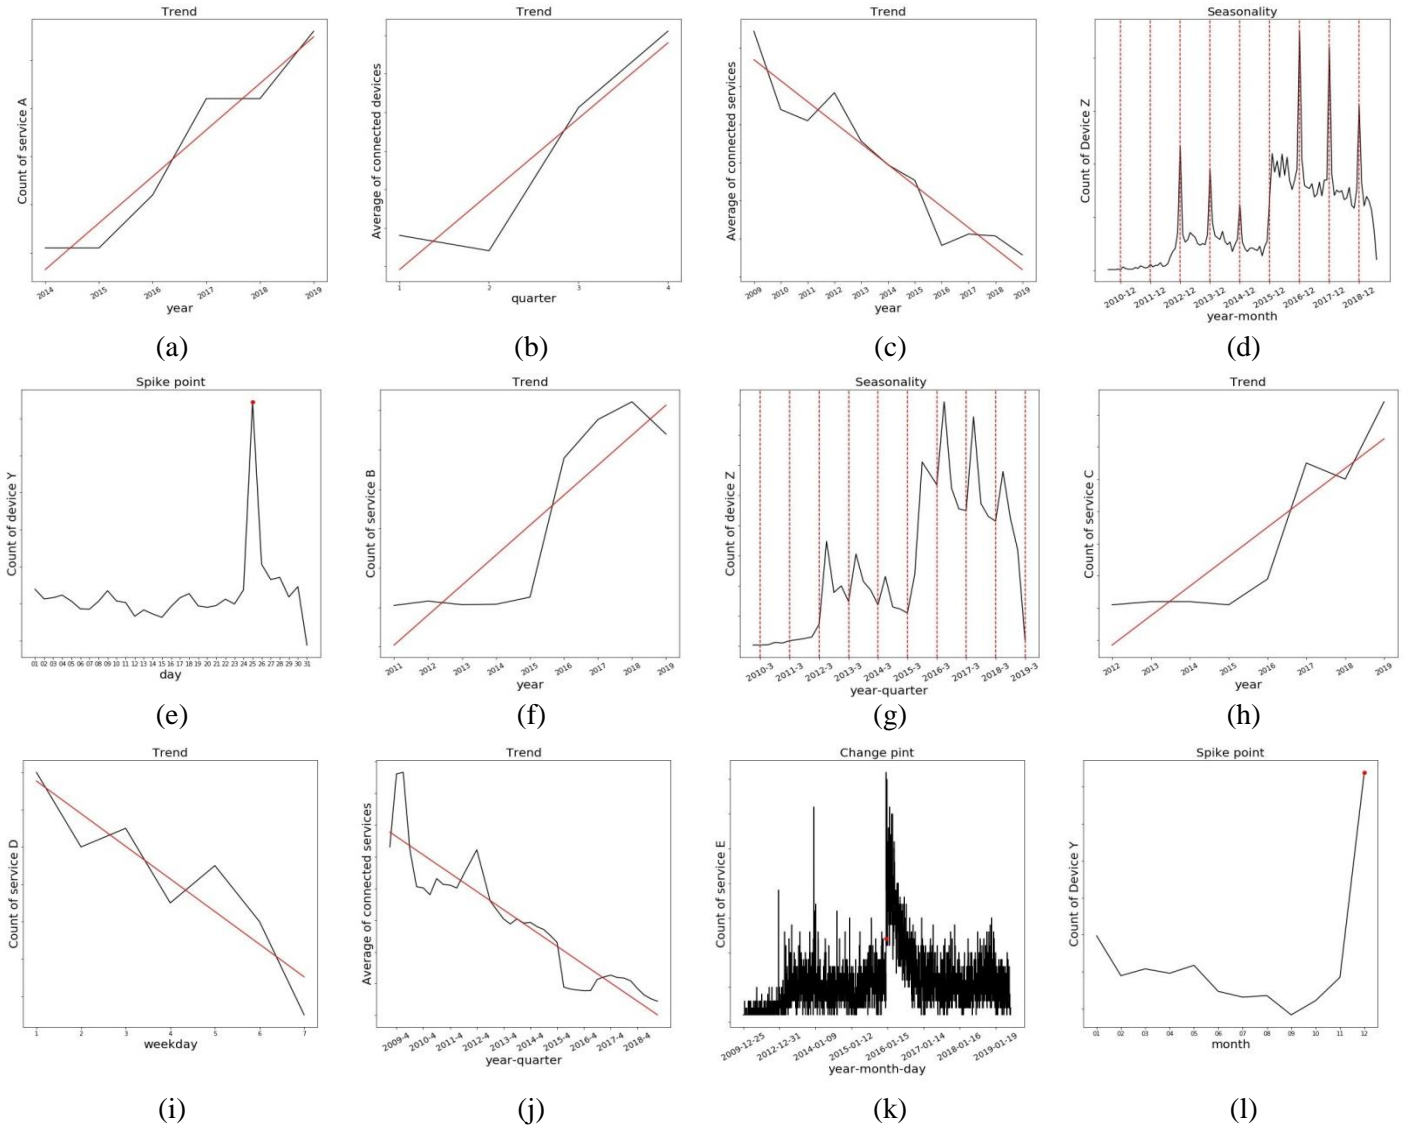 Trend
Count of service A
2014 2015 2016 2017 2018 2019
year
(a)
Trend
Average of connected devices
1 2 3 4
quarter
(b)
Trend
Average of connected services
2009 2010 2011 2012 2013 2014 2015 2016 2017 2018 2019
year
(c)
Seasonality
Count of Device Z
2010-12 2011-12 2012-12 2013-12 2014-12 2015-12 2016-12 2017-12 2018-12
year-month
(d)
Spike point
Count of device Y
01 02 03 04 05 06 07 08 09 10 11 12 13 14 15 16 17 18 19 20 21 22 23 24 25 26 27 28 29 30 31
day
(e)
Trend
Count of service B
2011 2012 2013 2014 2015 2016 2017 2018 2019
year
(f)
Seasonality
Count of device Z
2010-3 2011-3 2012-3 2013-3 2014-3 2015-3 2016-3 2017-3 2018-3 2019-3
year-quarter
(g)
Trend
Count of service C
2012 2013 2014 2015 2016 2017 2018 2019
year
(h)
Trend
Count of service D
1 2 3 4 5 6 7
weekday
(i)
Trend
Average of connected services
2009-4 2010-4 2011-4 2012-4 2013-4 2014-4 2015-4 2016-4 2017-4 2018-4
year-quarter
(j)
Change pint
Count of service E
2009-12-25 2012-12-31 2014-01-09 2015-01-12 2016-01-15 2017-01-14 2018-01-16 2019-01-19
year-month-day
(k)
Spike point
Count of Device Y
01 02 03 04 05 06 07 08 09 10 11 12
month
(l)